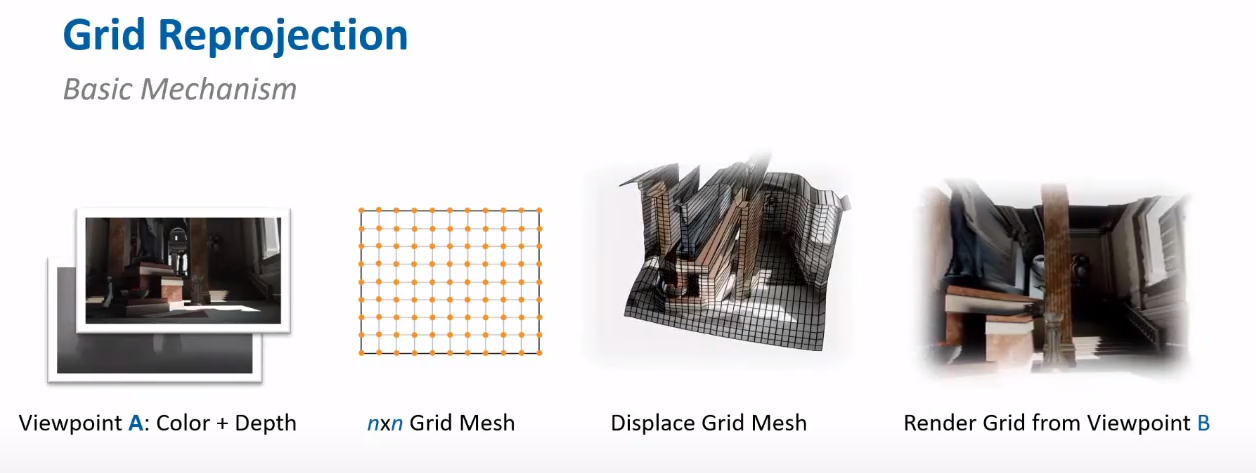 Grid Reprojection
Basic Mechanism
Viewpoint A: Color + Depth
nxn Grid Mesh
Displace Grid Mesh
Render Grid from Viewpoint B